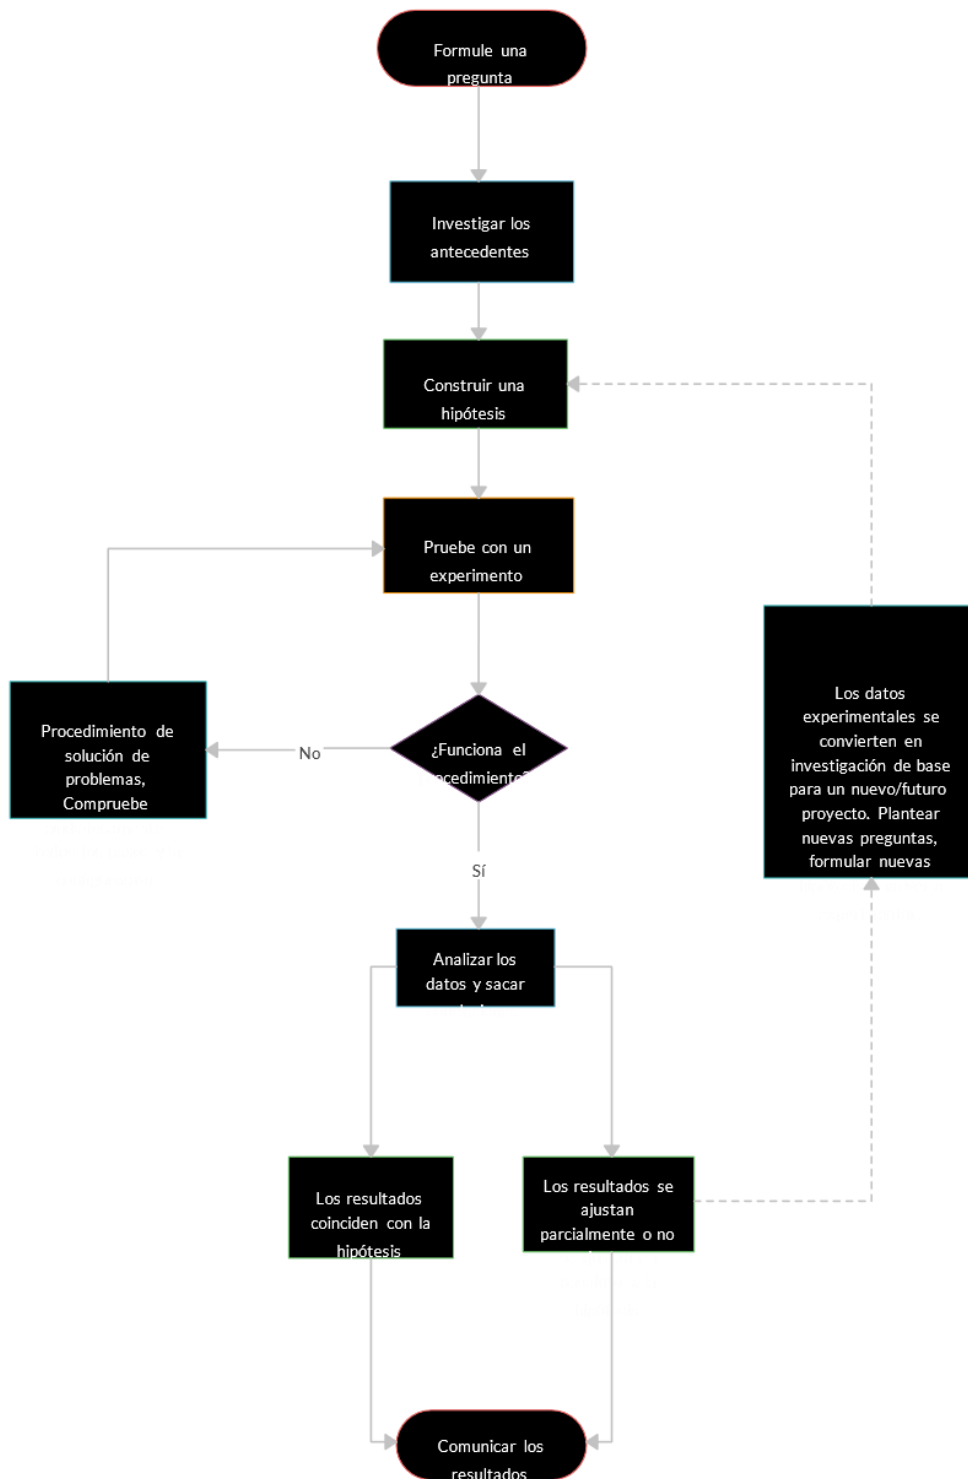 Formule una
pregunta
Investigar los
antecedentes
Construir una
hipótesis
Pruebe con un
experimento
¿Funciona el
No
Procedimiento de
solución de
problemas,
Compruebe
Sí
Los datos
experimentales se
convierten en
investigación de base
para un nuevo/futuro
proyecto. Plantear
nuevas preguntas,
formular nuevas
Analizar los
datos y sacar
Los resultados
coinciden con la
hipótesis
Los resultados se
ajustan
parcialmente o no
Comunicar los
resultados